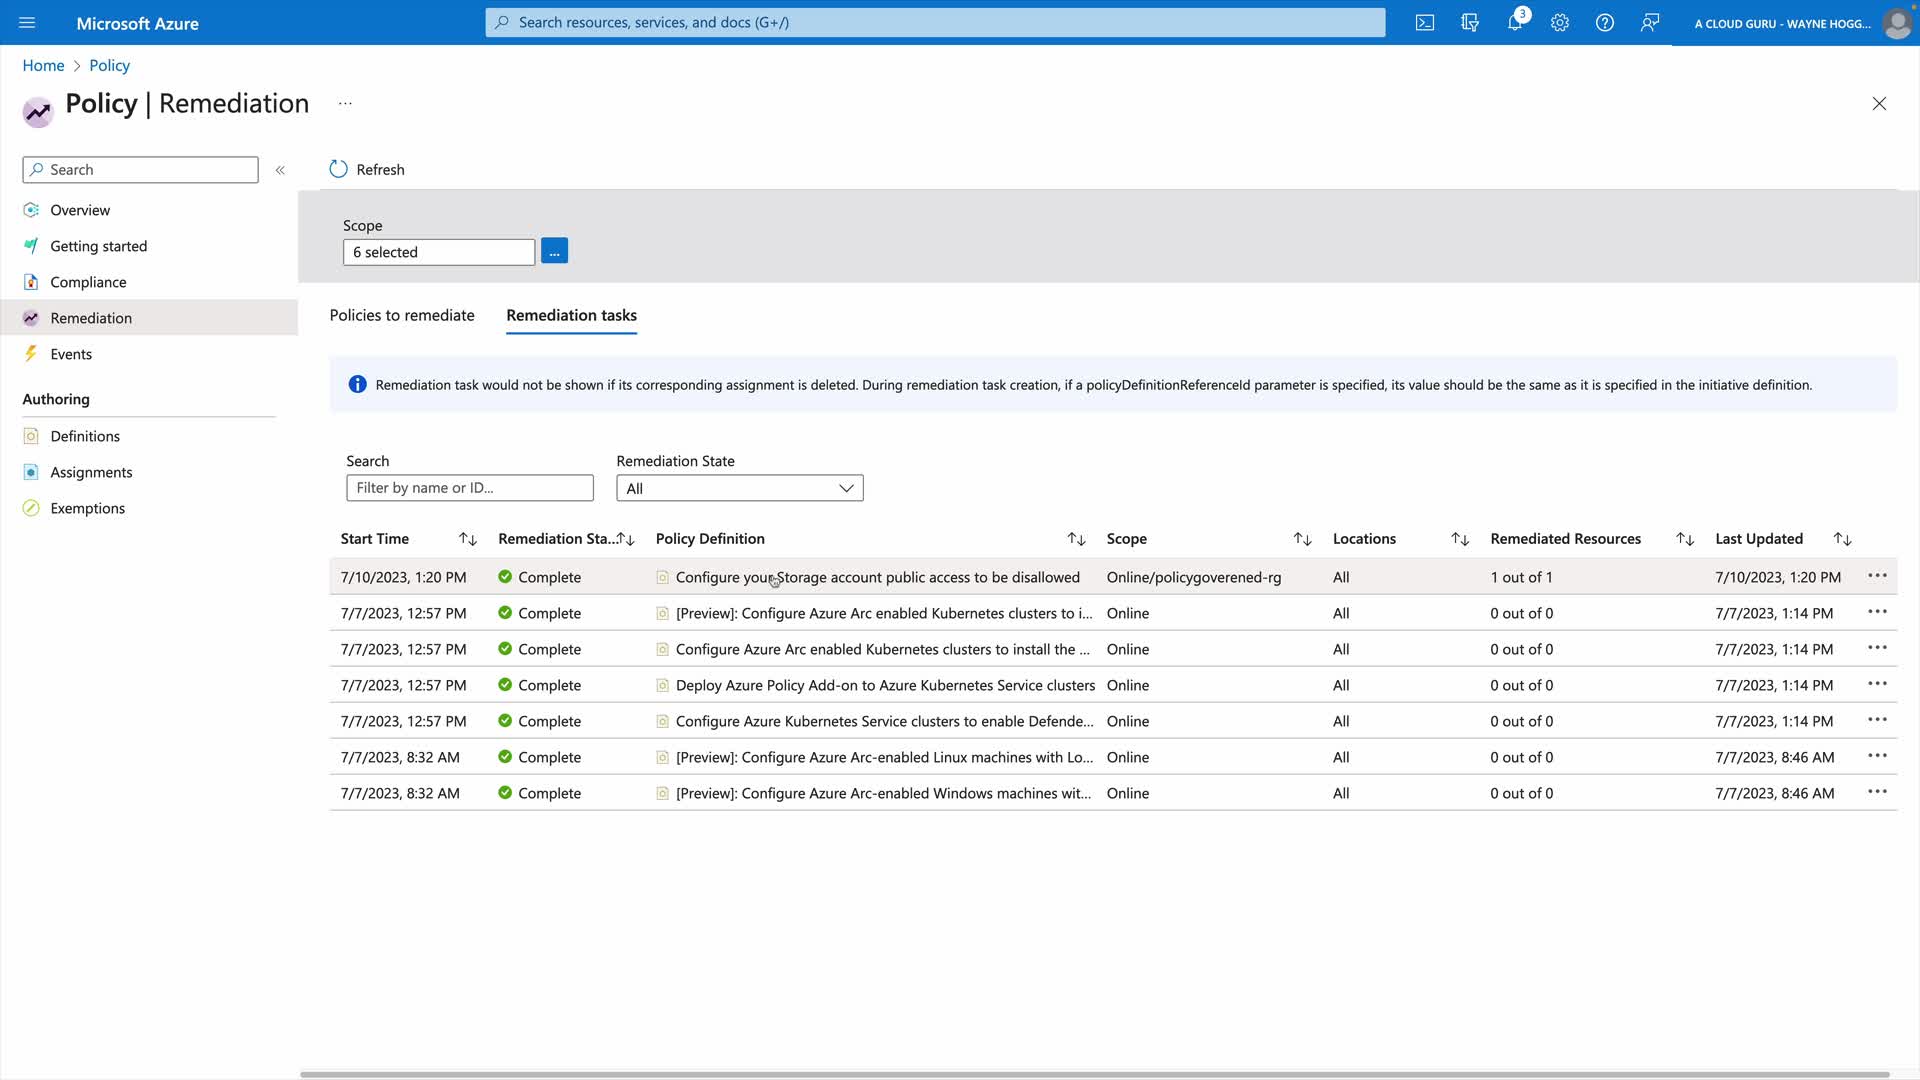 Microsoft Azure
Search resources, services, and docs (G+/)
3
A CLOUD GURU - WAYNE HOGG...
Home > Policy
Policy | Remediation ...
Search
Refresh
Overview
Getting started
Compliance
Remediation
Events
Authoring
Definitions
Assignments
Exemptions
Scope
6 selected
...
Policies to remediate
Remediation tasks
Remediation task would not be shown if its corresponding assignment is deleted. During remediation task creation, if a policyDefinitionReferenceId parameter is specified, its value should be the same as it is specified in the initiative definition.
Search
Remediation State
Filter by name or ID...
All
Start Time Remediation Sta... Policy Definition Scope Locations Remediated Resources Last Updated
7/10/2023, 1:20 PM Complete Configure your Storage account public access to be disallowed Online/policygoverened-rg All 1 out of 1 7/10/2023, 1:20 PM ...
7/7/2023, 12:57 PM Complete [Preview]: Configure Azure Arc enabled Kubernetes clusters to i... Online All 0 out of 0 7/7/2023, 1:14 PM ...
7/7/2023, 12:57 PM Complete Configure Azure Arc enabled Kubernetes clusters to install the ... Online All 0 out of 0 7/7/2023, 1:14 PM ...
7/7/2023, 12:57 PM Complete Deploy Azure Policy Add-on to Azure Kubernetes Service clusters Online All 0 out of 0 7/7/2023, 1:14 PM ...
7/7/2023, 12:57 PM Complete Configure Azure Kubernetes Service clusters to enable Defende... Online All 0 out of 0 7/7/2023, 1:14 PM ...
7/7/2023, 8:32 AM Complete [Preview]: Configure Azure Arc-enabled Linux machines with Lo... Online All 0 out of 0 7/7/2023, 8:46 AM ...
7/7/2023, 8:32 AM Complete [Preview]: Configure Azure Arc-enabled Windows machines wit... Online All 0 out of 0 7/7/2023, 8:46 AM ...